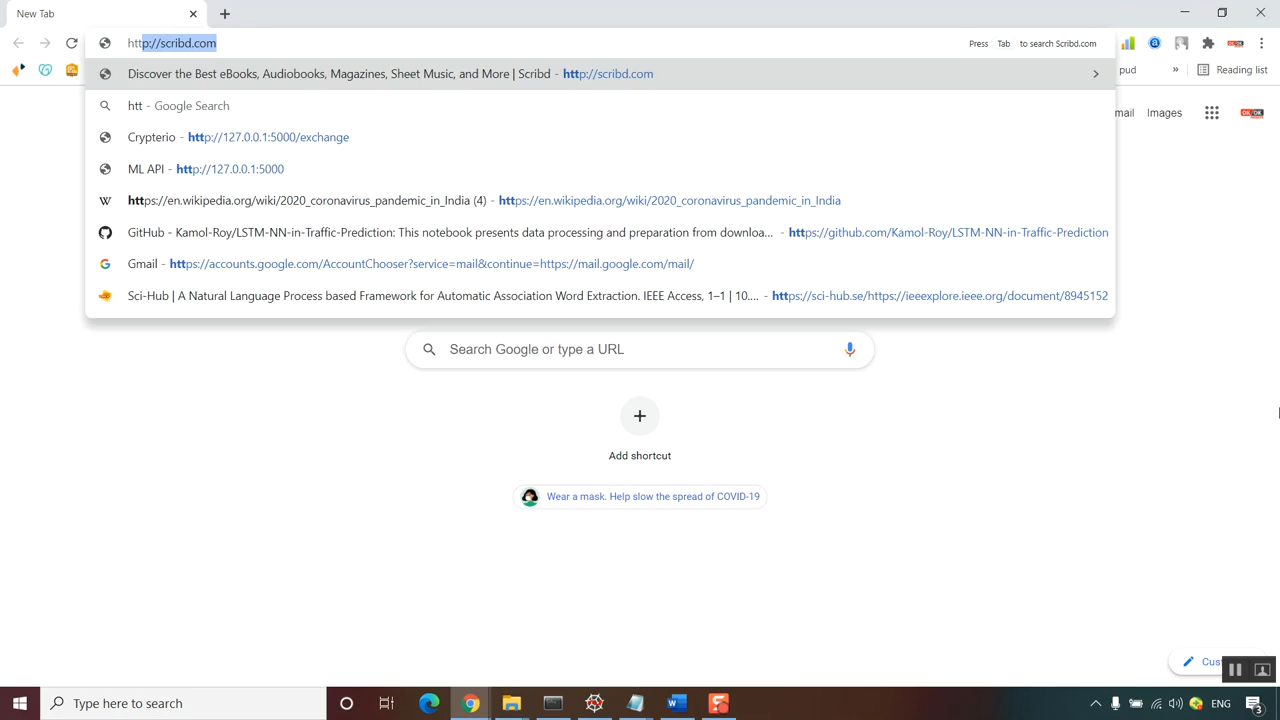 New Tab
http://scribd.com
Press Tab to search Scribd.com
pud
»
Reading list
Discover the Best eBooks, Audiobooks, Magazines, Sheet Music, and More | Scribd - http://scribd.com
htt - Google Search
mail
Images
Crypterio - http://127.0.0.1:5000/exchange
ML API - http://127.0.0.1:5000
https://en.wikipedia.org/wiki/2020_coronavirus_pandemic_in_India (4) - https://en.wikipedia.org/wiki/2020_coronavirus_pandemic_in_India
GitHub - Kamol-Roy/LSTM-NN-in-Traffic-Prediction: This notebook presents data processing and preparation from downloa... - https://github.com/Kamol-Roy/LSTM-NN-in-Traffic-Prediction
Gmail - https://accounts.google.com/AccountChooser?service=mail&continue=https://mail.google.com/mail/
Sci-Hub | A Natural Language Process based Framework for Automatic Association Word Extraction. IEEE Access, 1–1 | 10.... - https://sci-hub.se/https://ieeexplore.ieee.org/document/8945152
Search Google or type a URL
Add shortcut
Wear a mask. Help slow the spread of COVID-19
Cus
Type here to search
ENG
3